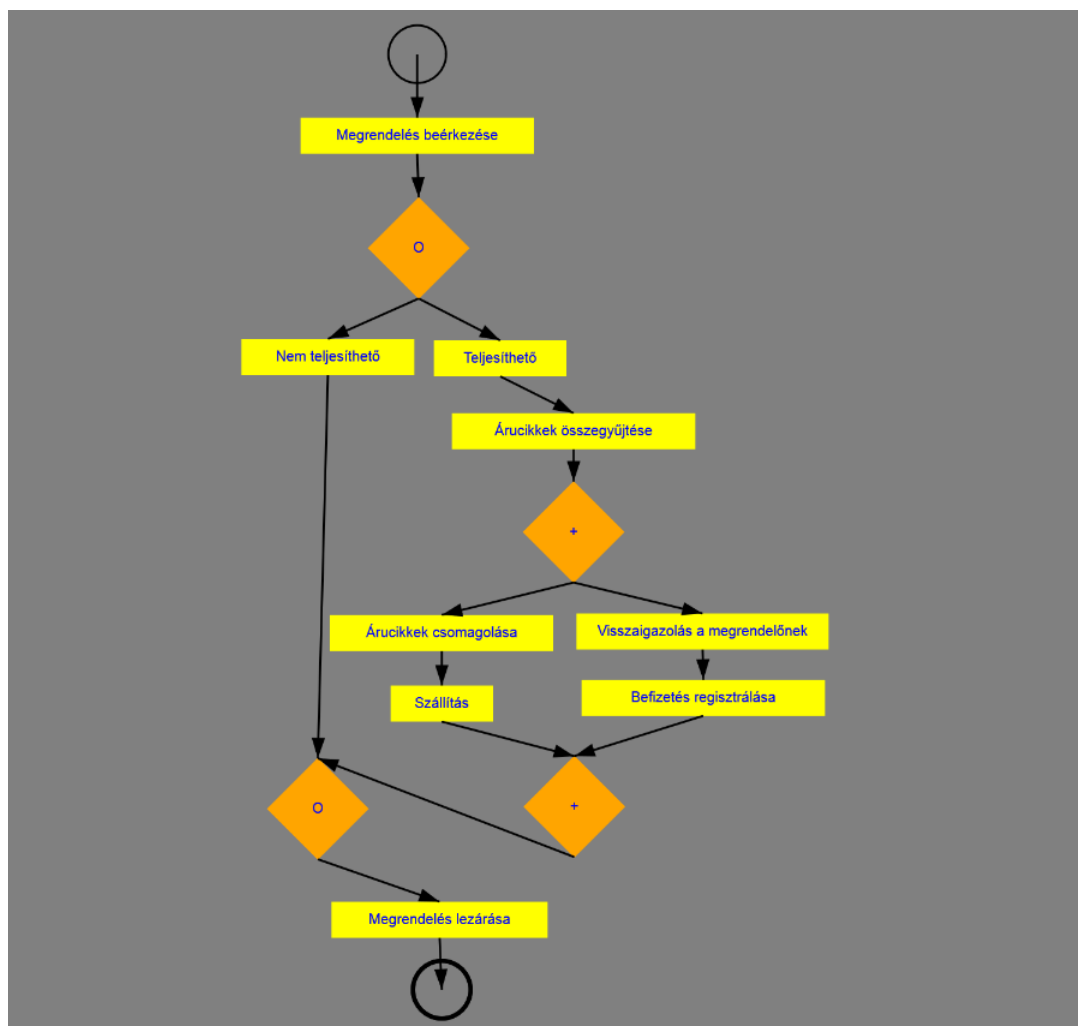 Megrendelés beérkezése
O
Nem teljesíthető
Teljesíthető
Árucikkek összegyűjtése
+
Árucikkek csomagolása
Visszaigazolás a megrendelőnek
Szállítás
Befizetés regisztrálása
O
+
Megrendelés lezárása